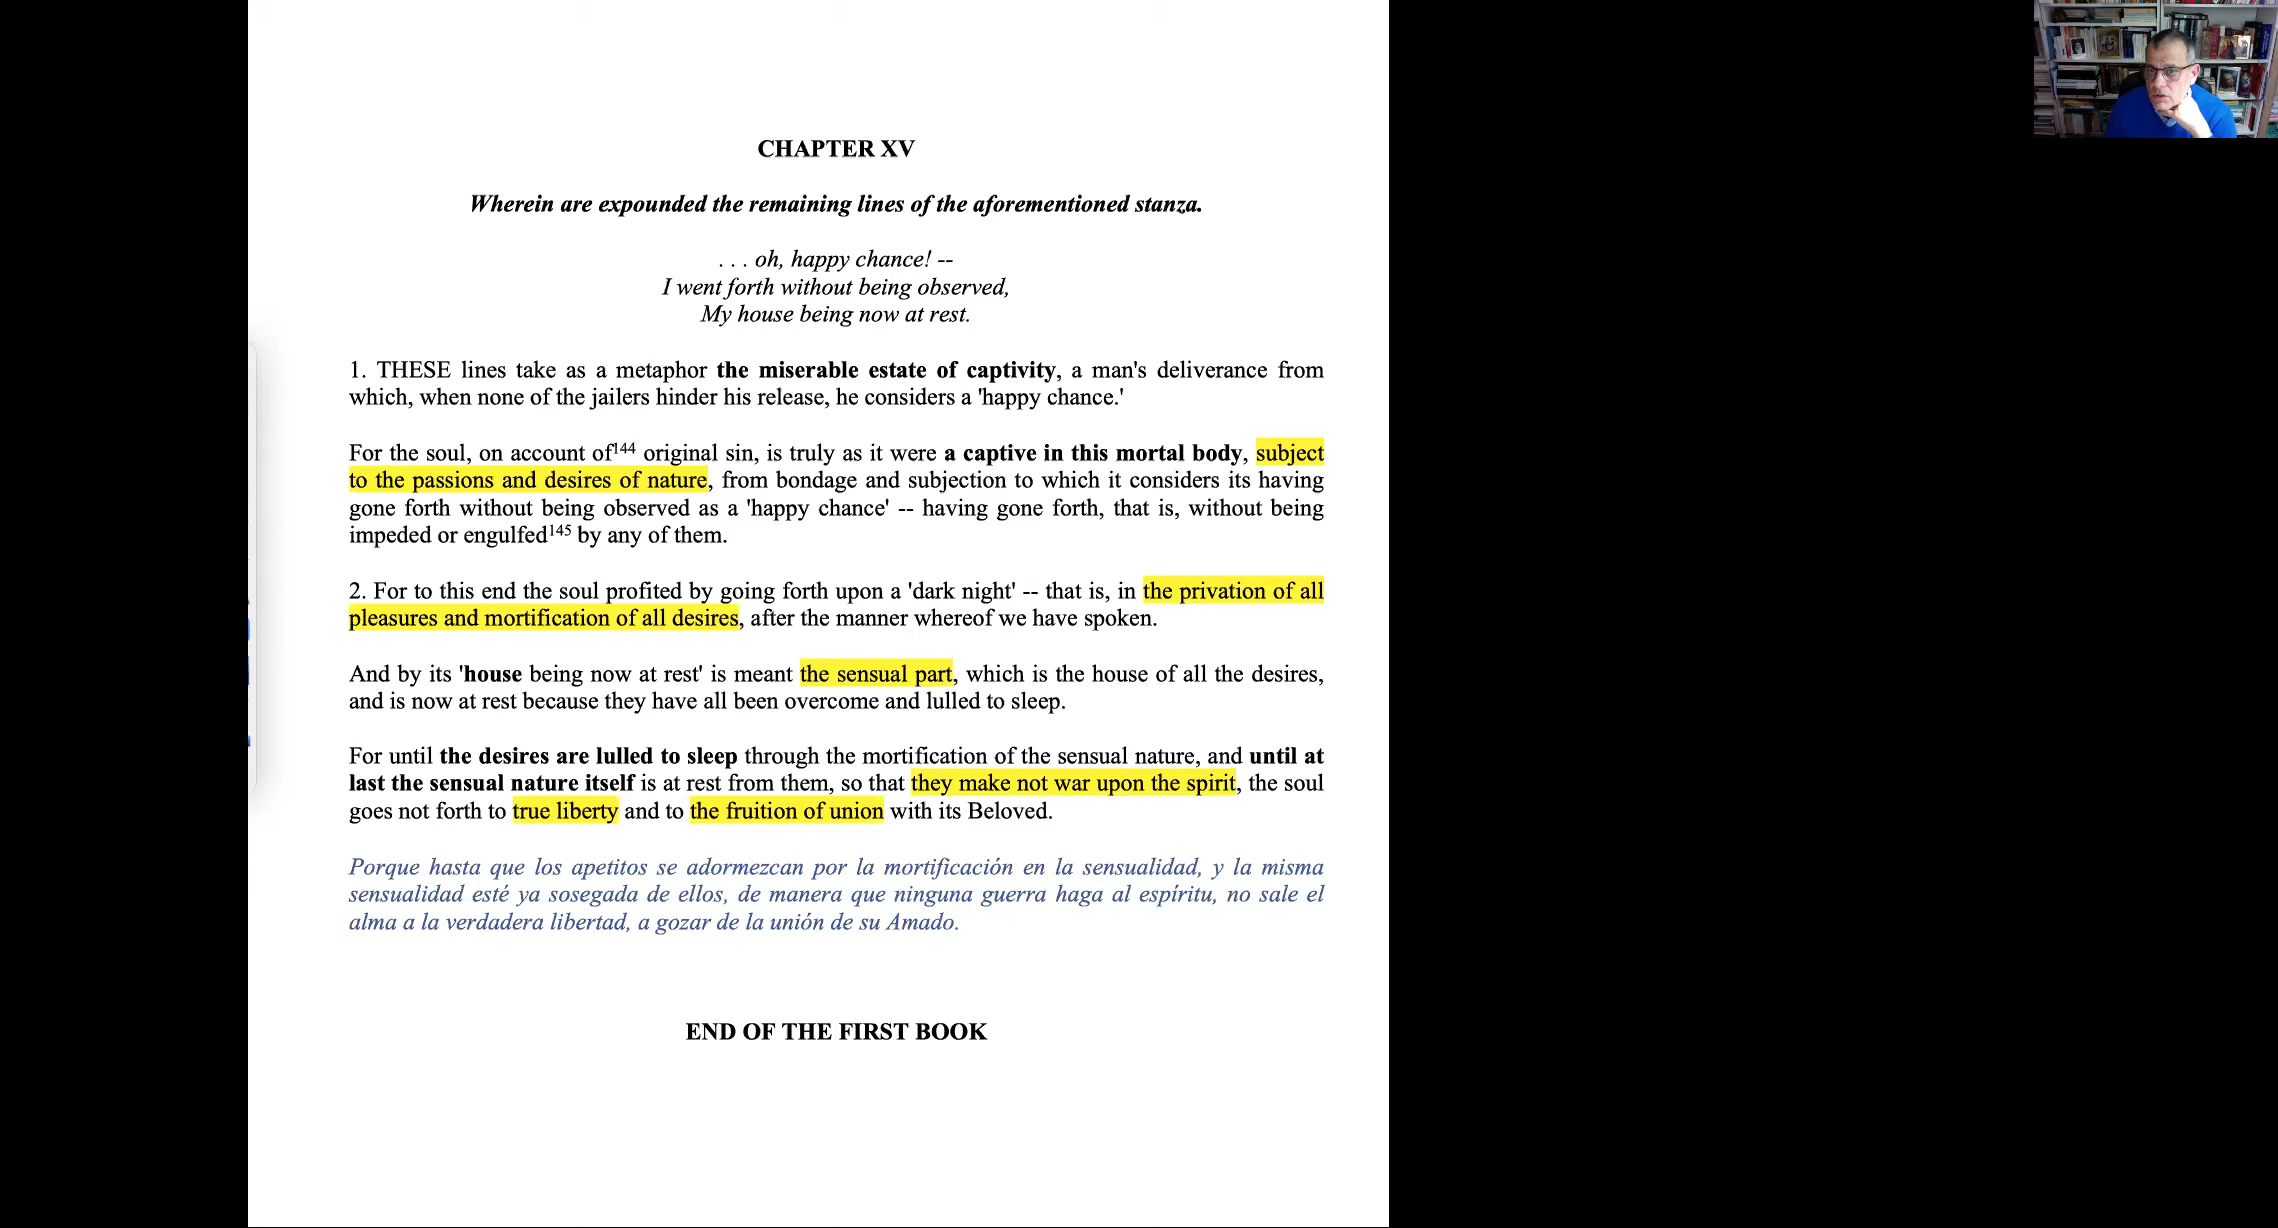 CHAPTER XV
Wherein are expounded the remaining lines of the aforementioned stanza.
. . . oh, happy chance! --
I went forth without being observed,
My house being now at rest.
1. THESE lines take as a metaphor the miserable estate of captivity, a man's deliverance from
which, when none of the jailers hinder his release, he considers a 'happy chance.'
For the soul, on account of144 original sin, is truly as it were a captive in this mortal body, subject
to the passions and desires of nature, from bondage and subjection to which it considers its having
gone forth without being observed as a 'happy chance' -- having gone forth, that is, without being
impeded or engulfed145 by any of them.
2. For to this end the soul profited by going forth upon a 'dark night' -- that is, in the privation of all
pleasures and mortification of all desires, after the manner whereof we have spoken.
And by its 'house being now at rest' is meant the sensual part, which is the house of all the desires,
and is now at rest because they have all been overcome and lulled to sleep.
For until the desires are lulled to sleep through the mortification of the sensual nature, and until at
last the sensual nature itself is at rest from them, so that they make not war upon the spirit, the soul
goes not forth to true liberty and to the fruition of union with its Beloved.
Porque hasta que los apetitos se adormezcan por la mortificación en la sensualidad, y la misma
sensualidad esté ya sosegada de ellos, de manera que ninguna guerra haga al espíritu, no sale el
alma a la verdadera libertad, a gozar de la unión de su Amado.
END OF THE FIRST BOOK